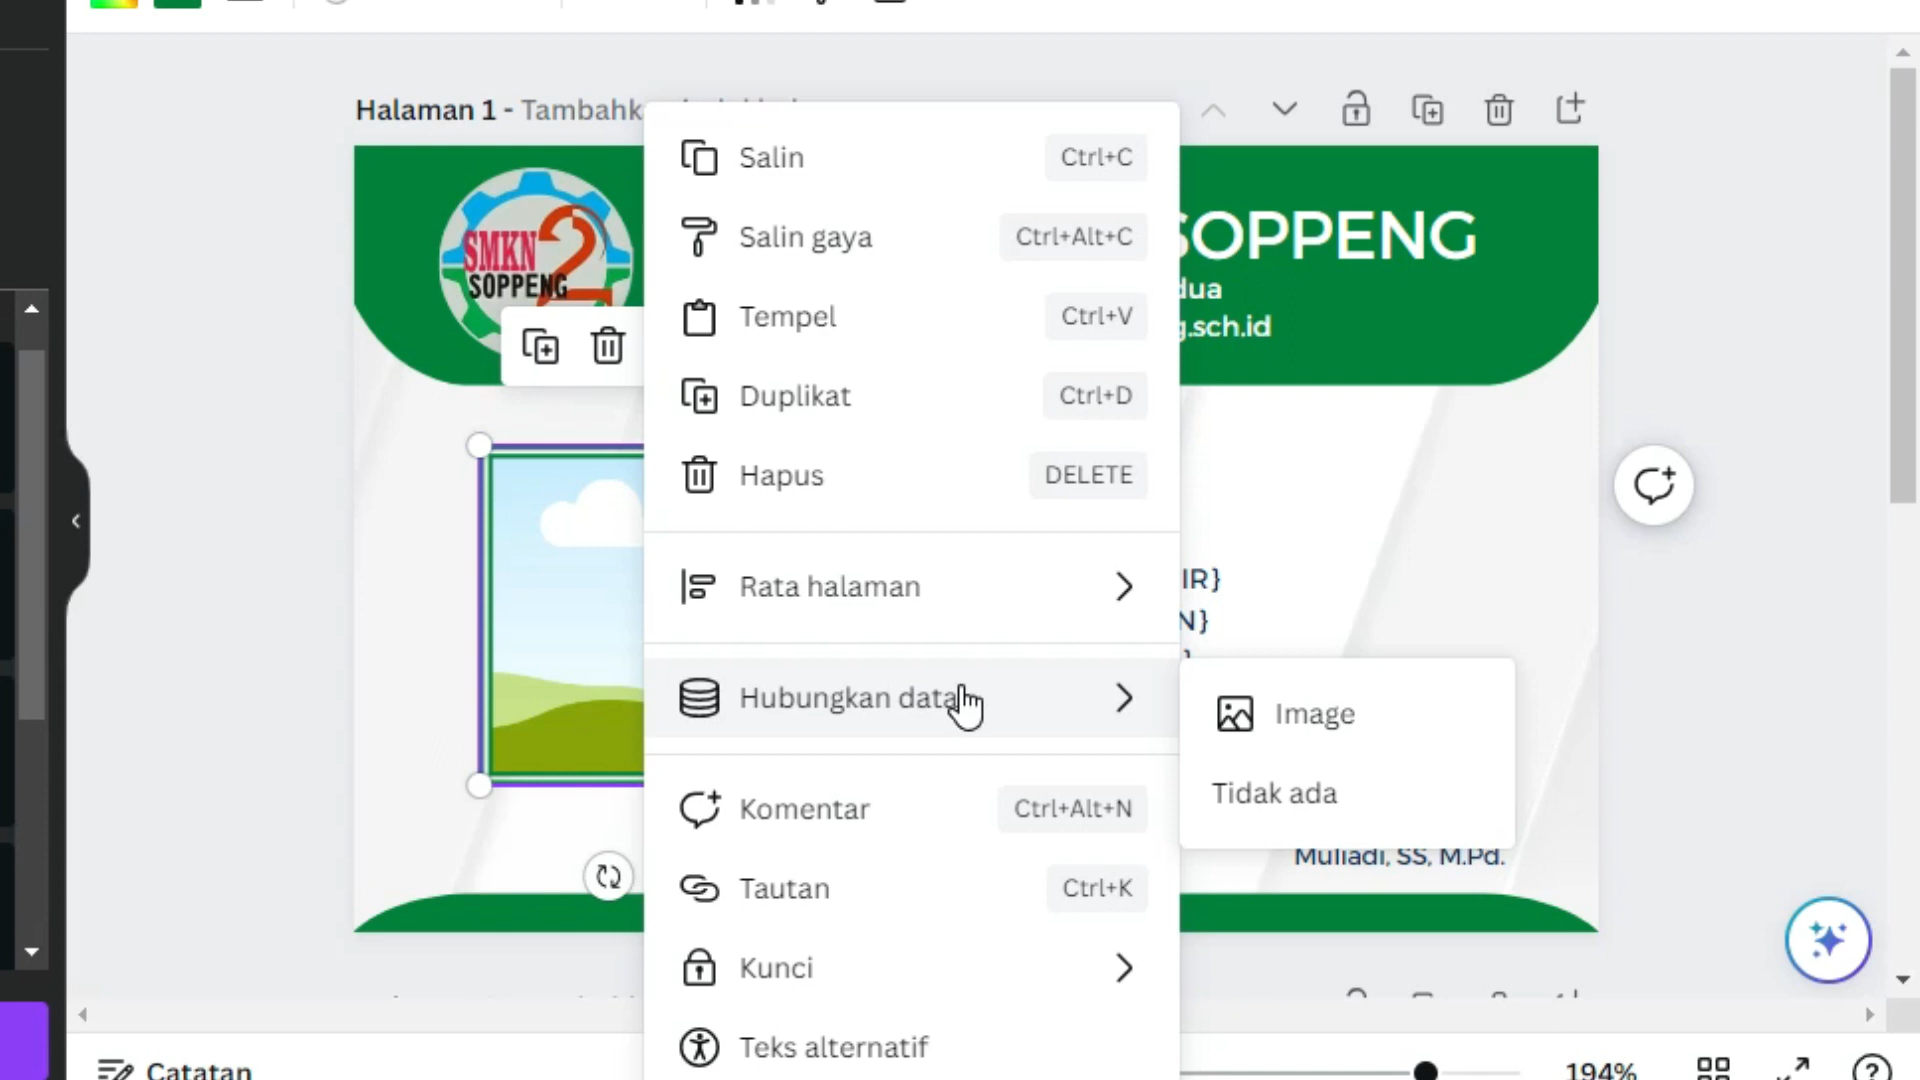 Halaman 1 - Tambahk
Salin Ctrl+C
Salin gaya Ctrl+Alt+C
Tempel Ctrl+V
Duplikat Ctrl+D
Hapus DELETE
Rata halaman
Hubungkan data
Komentar Ctrl+Alt+N
Tautan Ctrl+K
Kunci
Teks alternatif
Image
Tidak ada
SMKN 2
SOPPENG
SOPPENG
dua
g.sch.id
IR}
N}
}
Muliadi, SS, M.Pd.
Catatan
194%